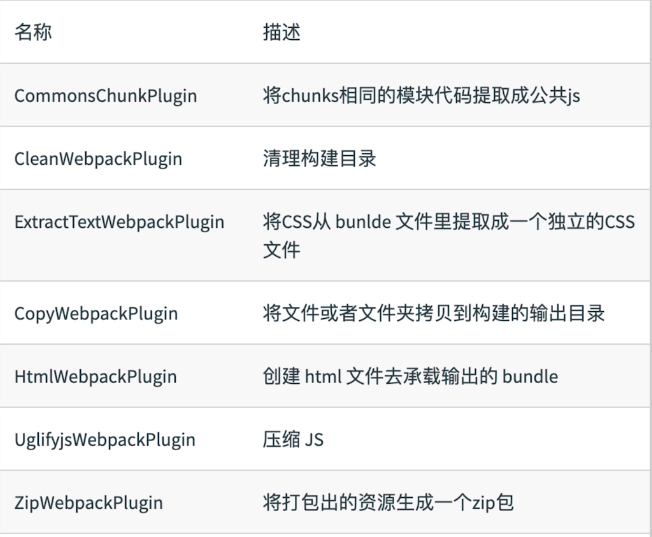 名称 描述
CommonsChunkPlugin 将chunks相同的模块代码提取成公共js
CleanWebpackPlugin 清理构建目录
ExtractTextWebpackPlugin 将CSS从 bunlde 文件里提取成一个独立的CSS
文件
CopyWebpackPlugin 将文件或者文件夹拷贝到构建的输出目录
HtmlWebpackPlugin 创建 html 文件去承载输出的 bundle
UglifyjsWebpackPlugin 压缩 JS
ZipWebpackPlugin 将打包出的资源生成一个zip包